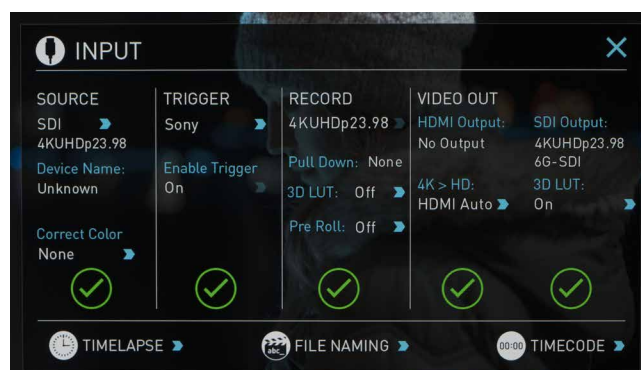 INPUT
SOURCE
SDI
4KUHDp23.98
Device Name:
Unknown
Correct Color
None
TRIGGER
Sony
Enable Trigger
On
RECORD
4KUHDp23.98
Pull Down: None
3D LUT: Off
Pre Roll: Off
VIDEO OUT
HDMI Output:
No Output
4K > HD:
HDMI Auto
SDI Output:
4KUHDp23.98
6G-SDI
3D LUT:
On
TIMELAPSE
abc_
FILE NAMING
00:00
TIMECODE